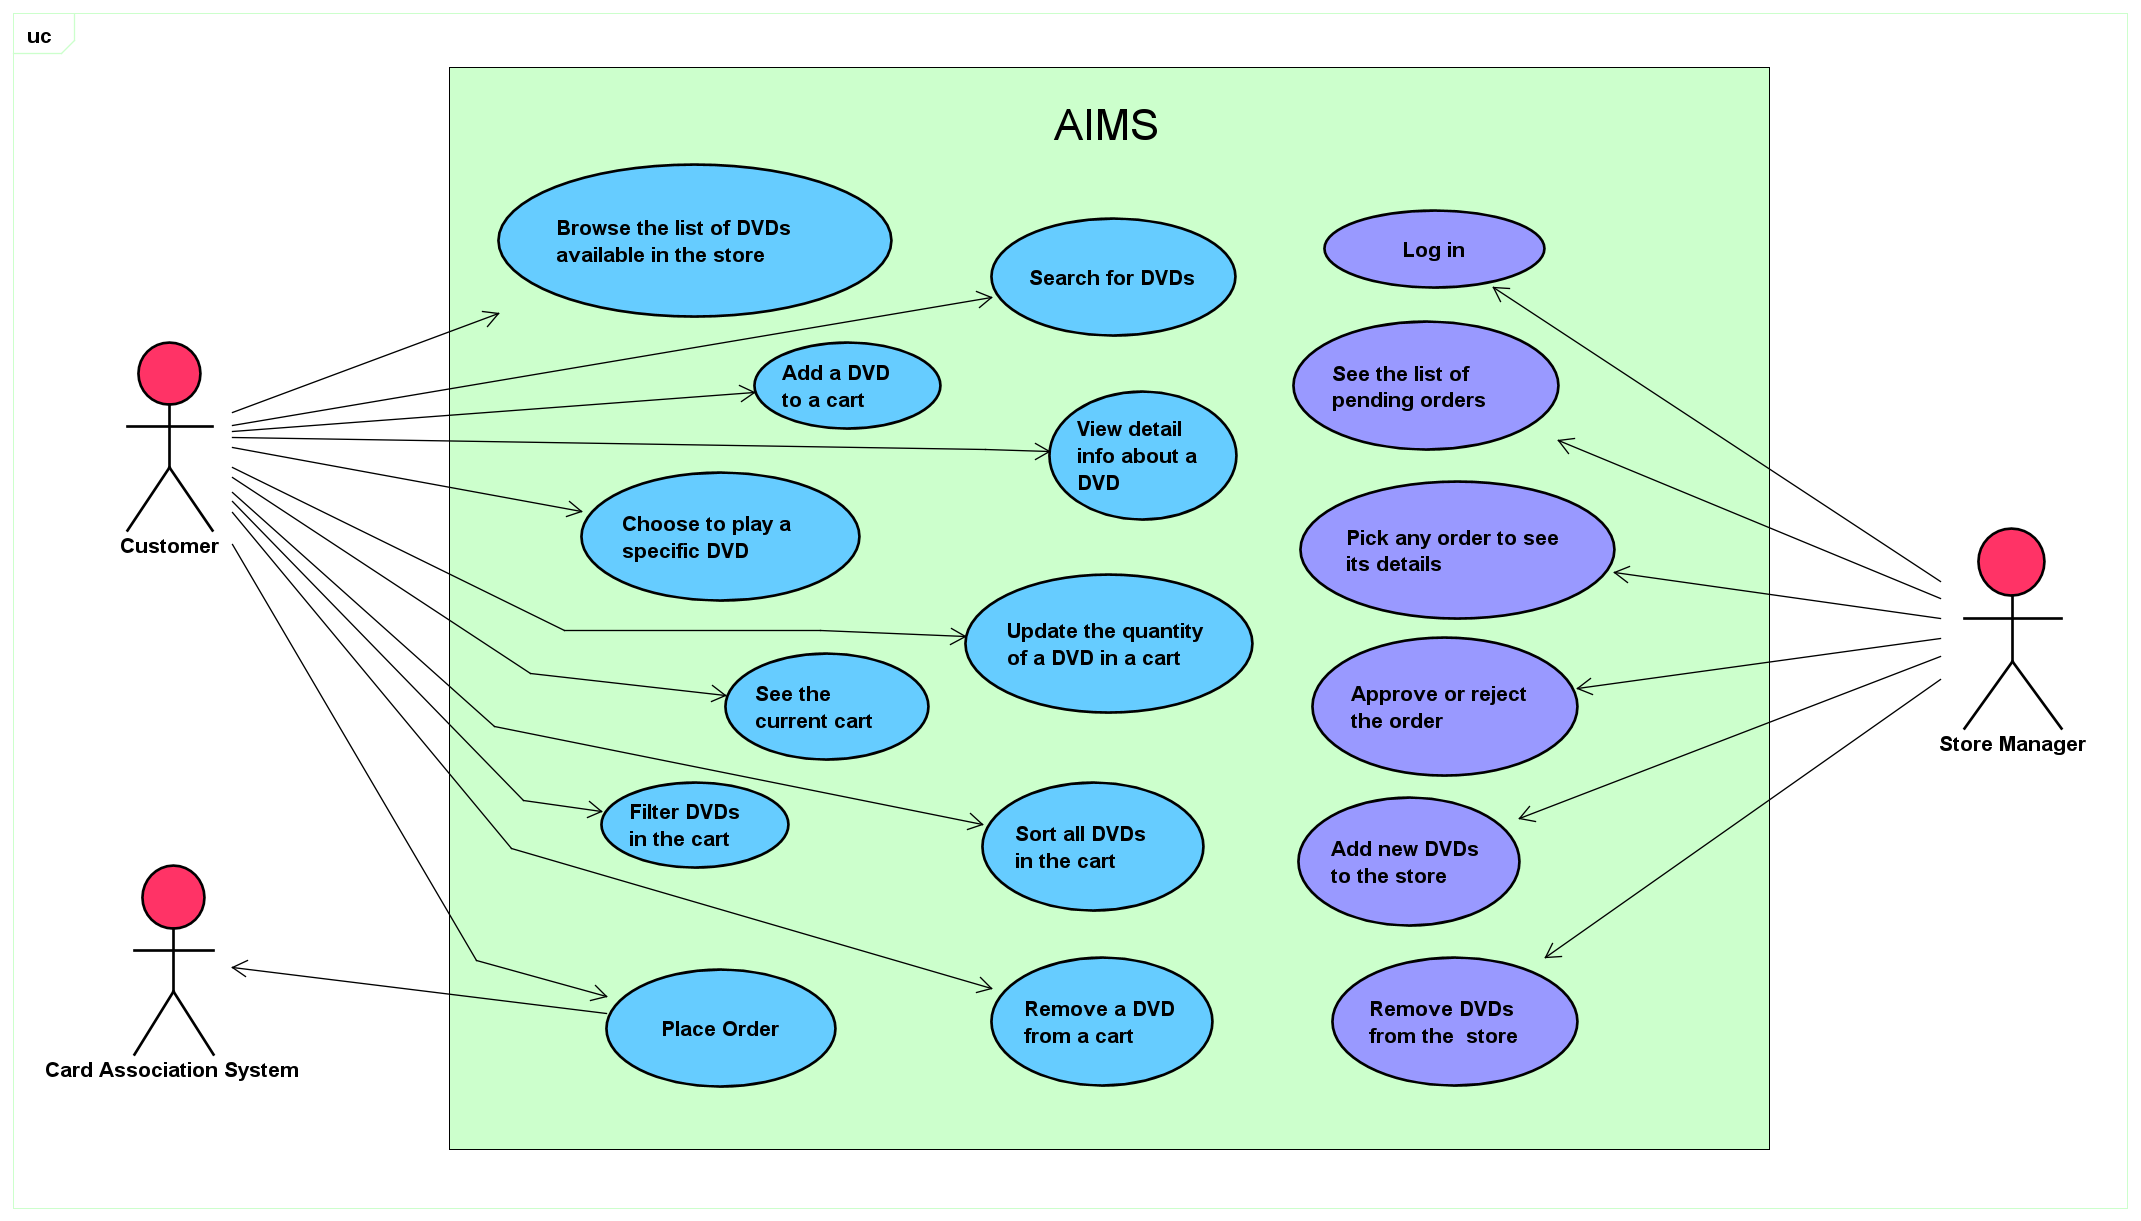 uc
AIMS
Browse the list of DVDs
available in the store
Search for DVDs
Log in
Add a DVD
to a cart
See the list of
pending orders
View detail
info about a
DVD
Choose to play a
specific DVD
Pick any order to see
its details
Customer
Update the quantity
of a DVD in a cart
See the
current cart
Approve or reject
the order
Store Manager
Filter DVDs
in the cart
Sort all DVDs
in the cart
Add new DVDs
to the store
Place Order
Remove a DVD
from a cart
Remove DVDs
from the  store
Card Association System